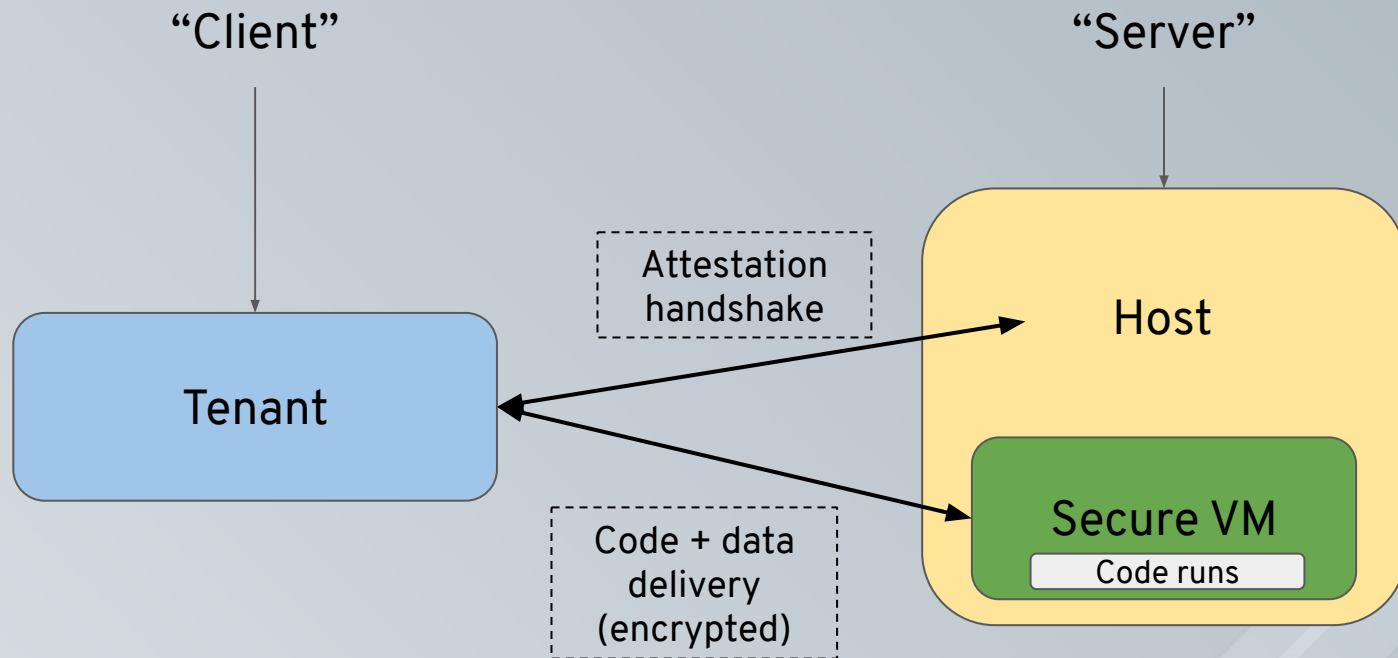 “Client”
“Server”
Attestation
handshake
Host
Tenant
Secure VM
Code runs
Code + data
delivery
(encrypted)